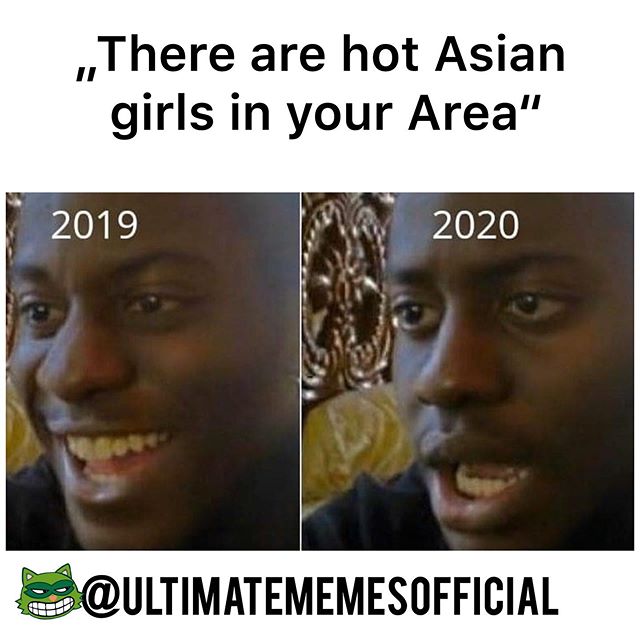 „There are hot Asian
girls in your Area“
2019
2020
@ULTIMATEMEMESOFFICIAL